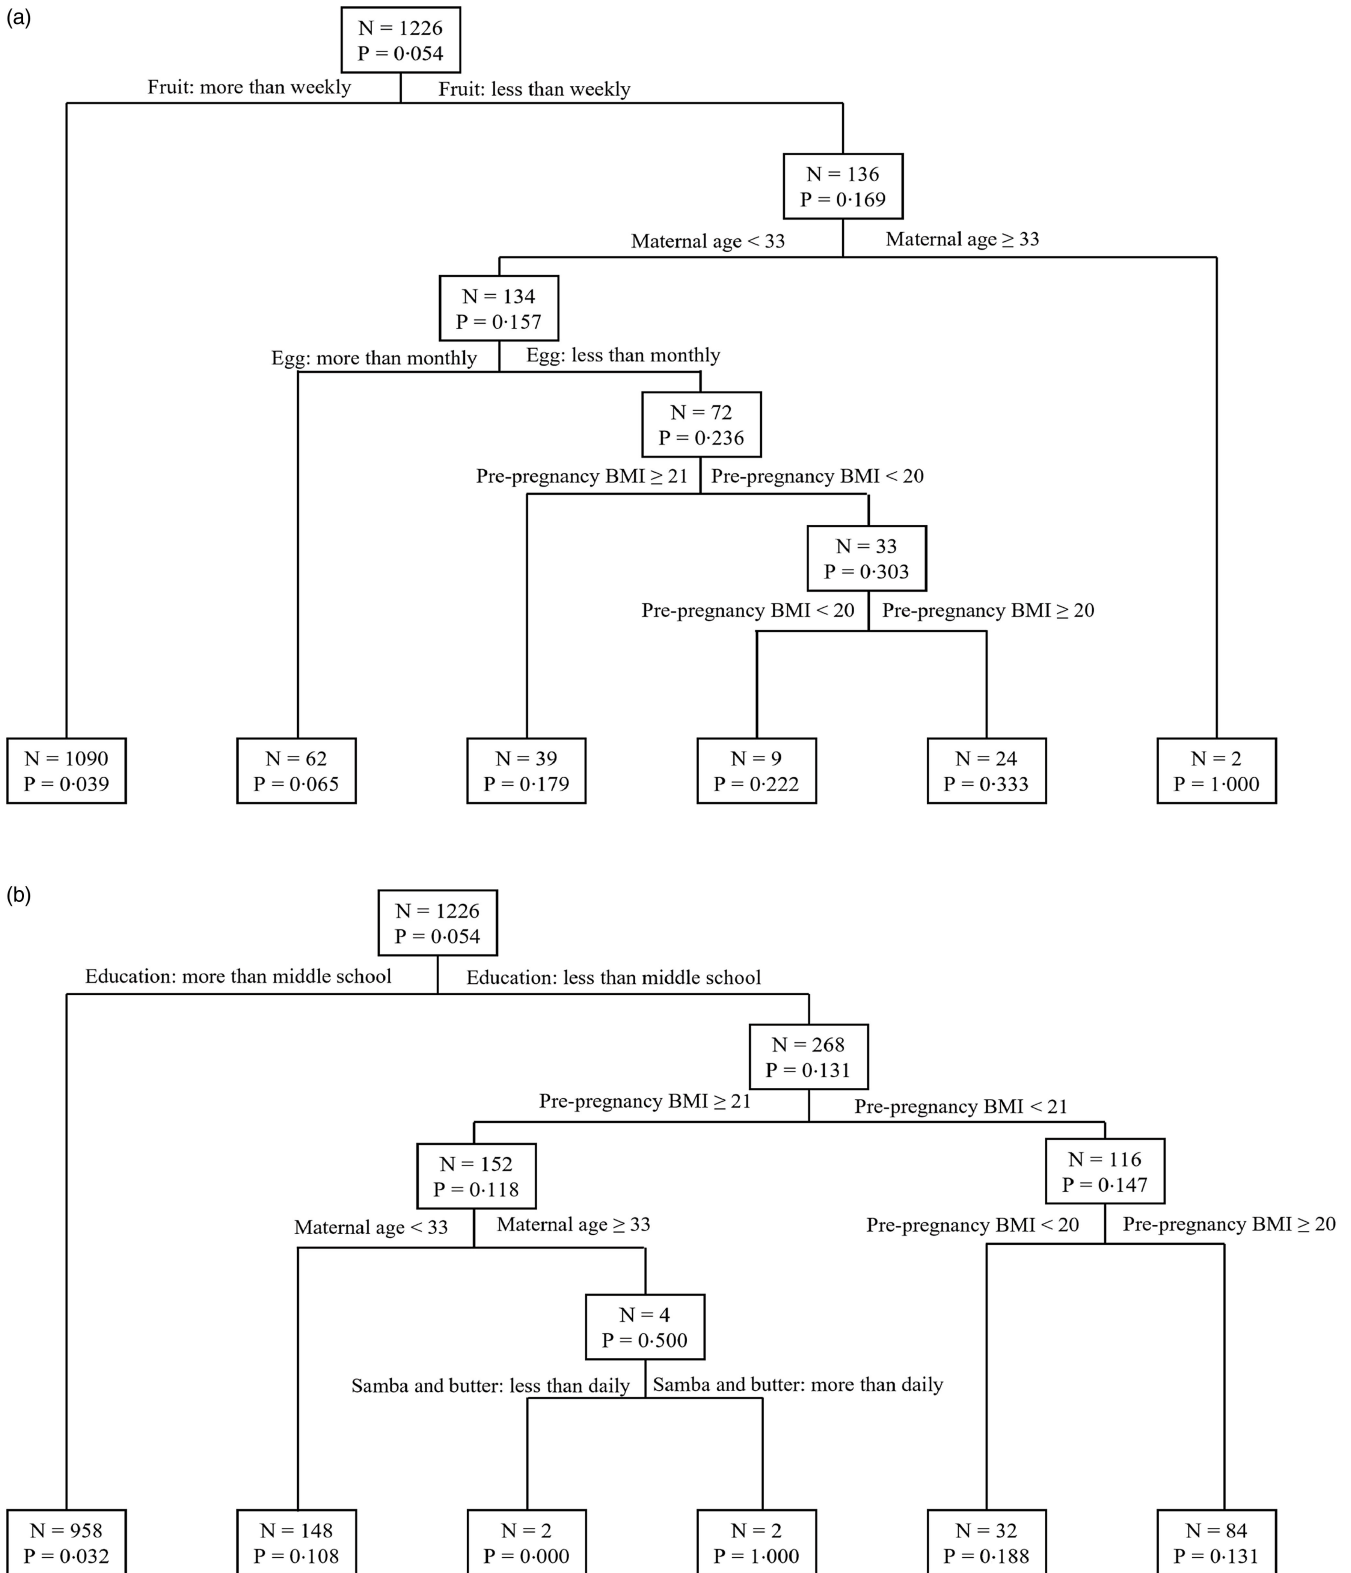 (a)
N = 1226
P = 0·054
Fruit: more than weekly
Fruit: less than weekly
N = 136
P = 0·169
Maternal age < 33
Maternal age ≥ 33
N = 134
P = 0·157
Egg: more than monthly
Egg: less than monthly
N = 72
P = 0·236
Pre-pregnancy BMI ≥ 21
Pre-pregnancy BMI < 20
N = 33
P = 0·303
Pre-pregnancy BMI < 20
Pre-pregnancy BMI ≥ 20
N = 1090
P = 0·039
N = 62
P = 0·065
N = 39
P = 0·179
N = 9
P = 0·222
N = 24
P = 0·333
N = 2
P = 1·000
(b)
N = 1226
P = 0·054
Education: more than middle school
Education: less than middle school
N = 268
P = 0·131
Pre-pregnancy BMI ≥ 21
Pre-pregnancy BMI < 21
N = 152
P = 0·118
N = 116
P = 0·147
Maternal age < 33
Maternal age ≥ 33
Pre-pregnancy BMI < 20
Pre-pregnancy BMI ≥ 20
N = 4
P = 0·500
Samba and butter: less than daily
Samba and butter: more than daily
N = 958
P = 0·032
N = 148
P = 0·108
N = 2
P = 0·000
N = 2
P = 1·000
N = 32
P = 0·188
N = 84
P = 0·131